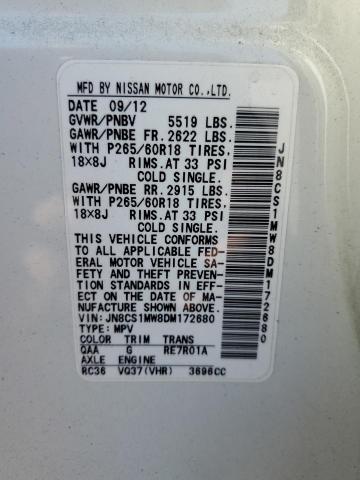 MFD BY NISSAN MOTOR CO.,LTD.
DATE 09/12
GVWR/PNBV 5519 LBS.
GAWR/PNBE FR. 2622 LBS.
WITH P265/60R18 TIRES.
18×8J RIMS.AT 33 PSI
COLD SINGLE.
GAWR/PNBE RR. 2915 LBS.
WITH P265/60R18 TIRES.
18×8J RIMS.AT 33 PSI
COLD SINGLE.
THIS VEHICLE CONFORMS
TO ALL APPLICABLE FED-
ERAL MOTOR VEHICLE SA-
FETY AND THEFT PREVEN-
TION STANDARDS IN EFF-
ECT ON THE DATE OF MA-
NUFACTURE SHOWN ABOVE.
VIN: JN8CS1MW8DM172680
TYPE: MPV
COLOR TRIM TRANS
QAA G RE7R01A
AXLE ENGINE
RC36 VQ37(VHR) 3696CC
JN8CS1MW8DM172680